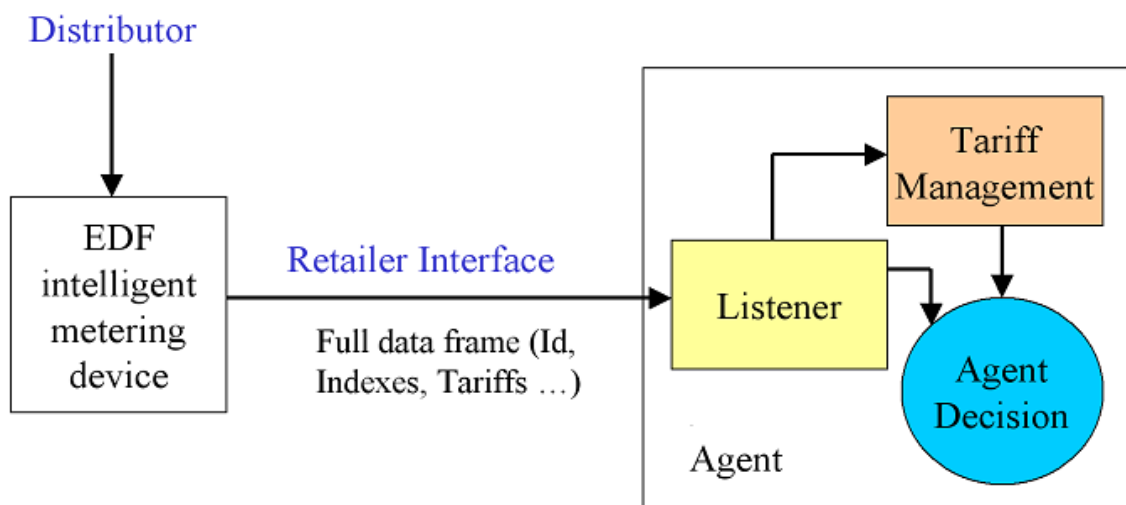 Distributor
EDF
intelligent
metering
device
Retailer Interface
Full data frame (Id,
Indexes, Tariffs …)
Tariff
Management
Listener
Agent
Decision
Agent